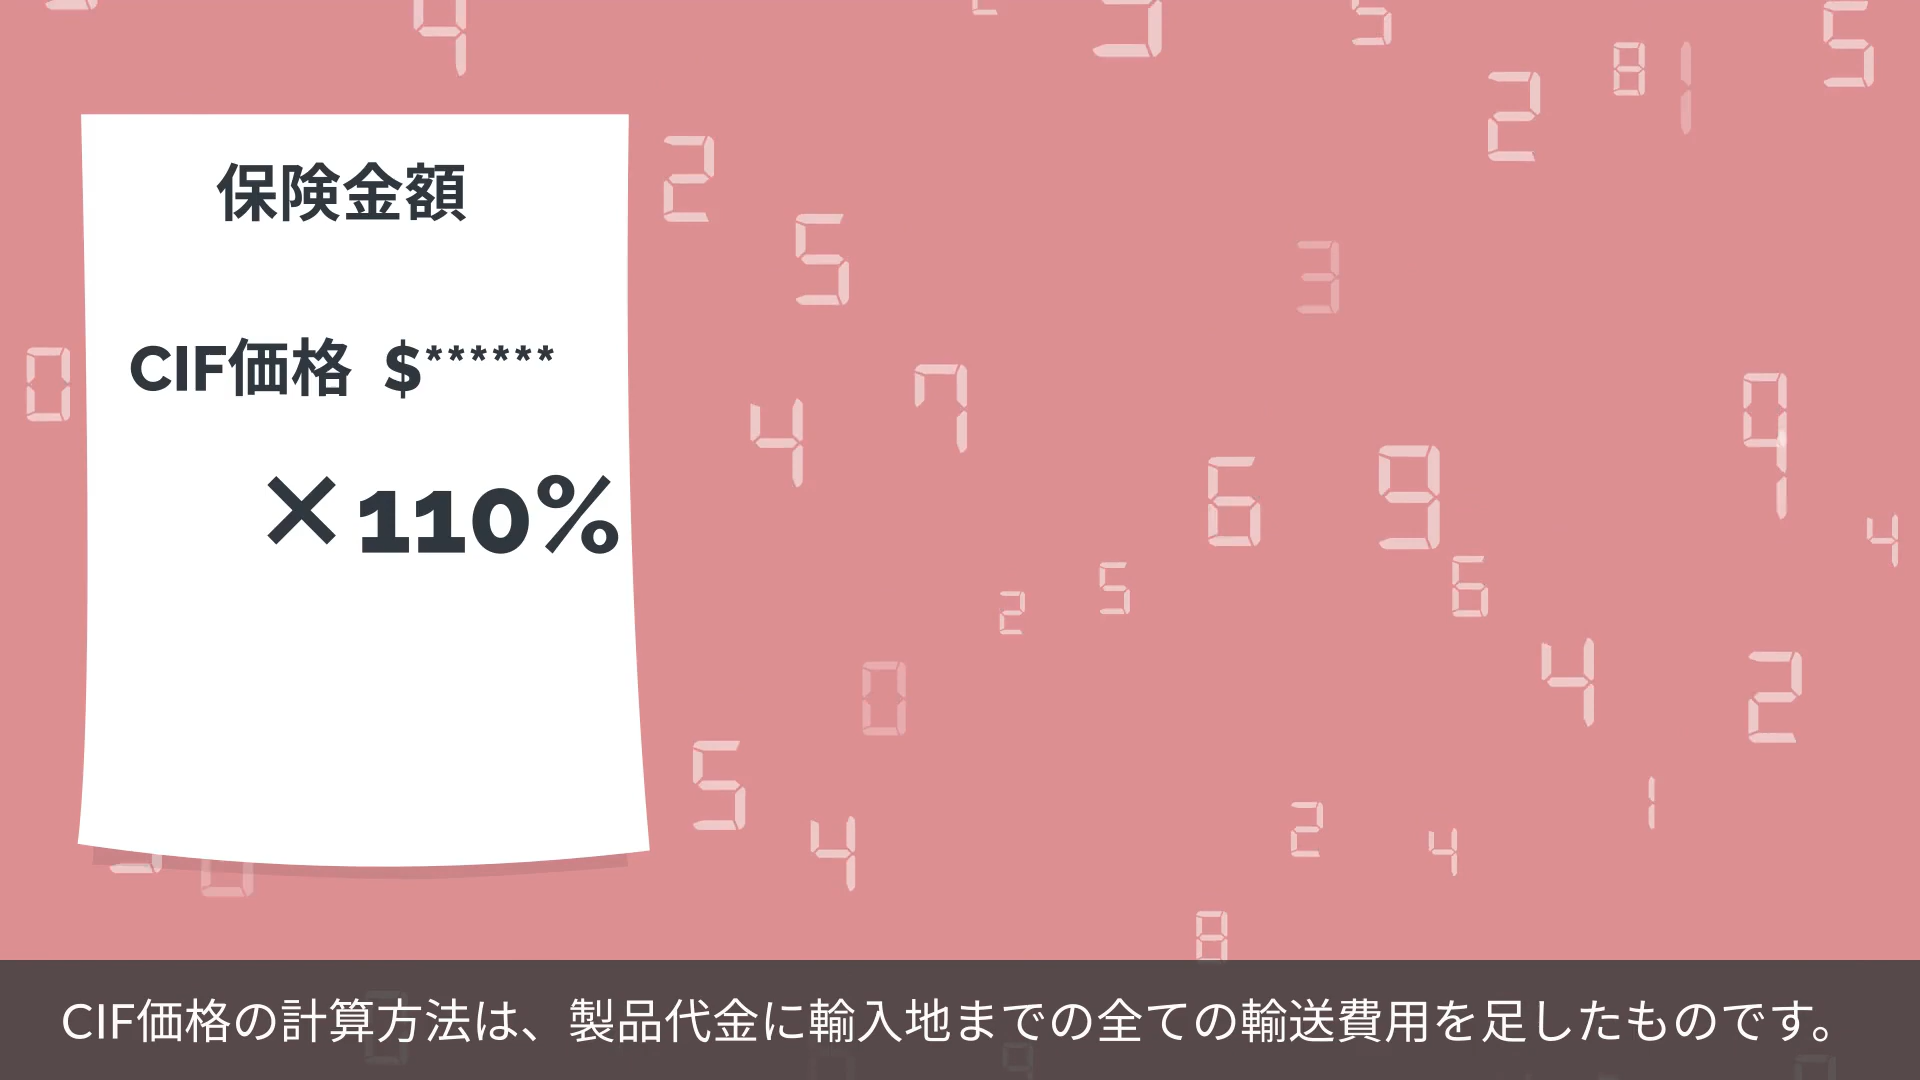 保険金額
CIF価格 $******
×110%
CIF価格の計算方法は、製品代金に輸入地までの全ての輸送費用を足したものです。